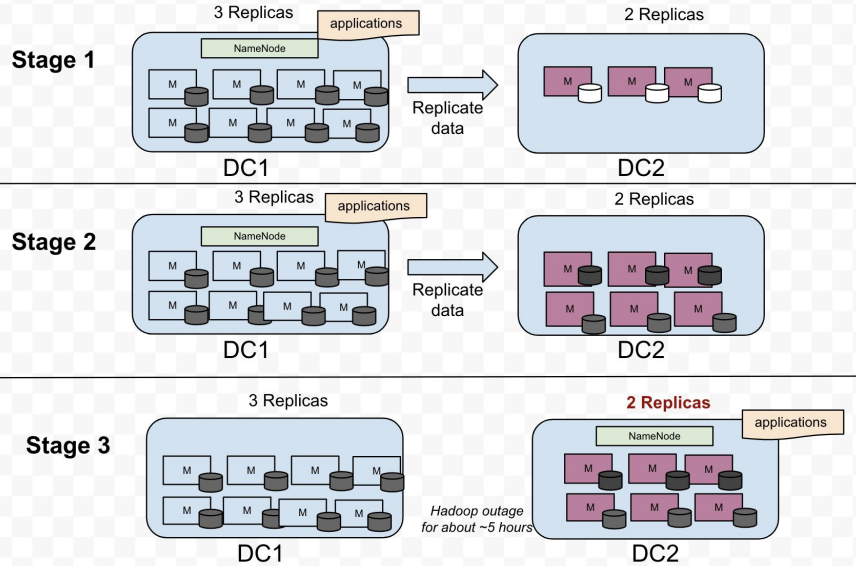 3 Replicas
applications
2 Replicas
Stage 1
NameNode
M M M M
M M M
M M M M
Replicate
data
DC1
DC2
3 Replicas
applications
2 Replicas
Stage 2
NameNode
M M M M
M M M
M M M M
M M M
Replicate
data
DC1
DC2
3 Replicas
2 Replicas
applications
Stage 3
NameNode
M M M M
M M M
M M M M
M M M
Hadoop outage
for about ~5 hours
DC1
DC2